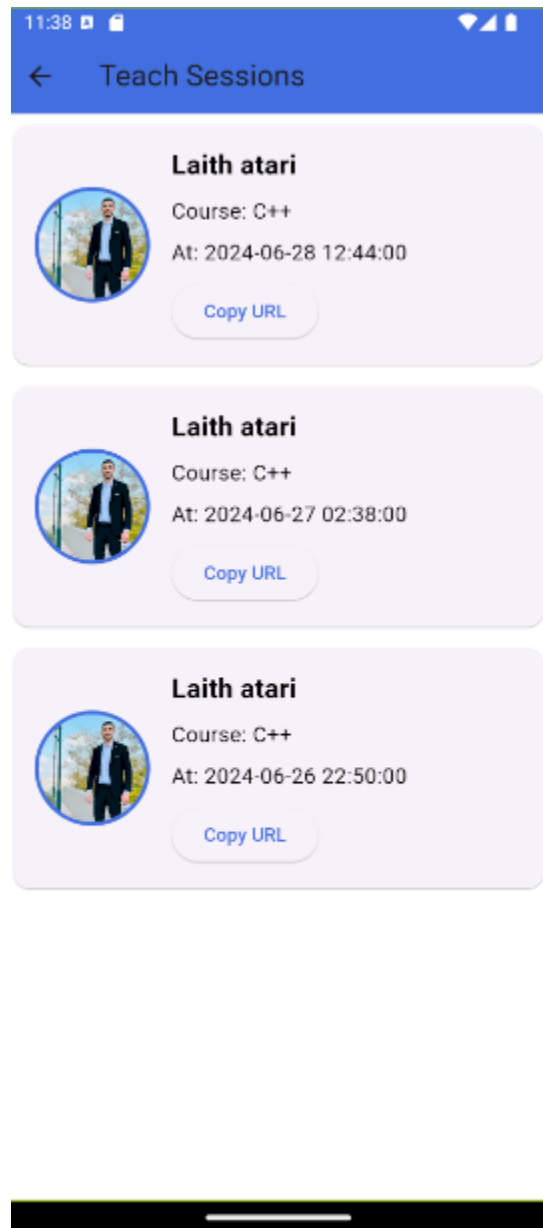 11:38
Teach Sessions
Laith atari
Course: C++
At: 2024-06-28 12:44:00
Copy URL
Laith atari
Course: C++
At: 2024-06-27 02:38:00
Copy URL
Laith atari
Course: C++
At: 2024-06-26 22:50:00
Copy URL